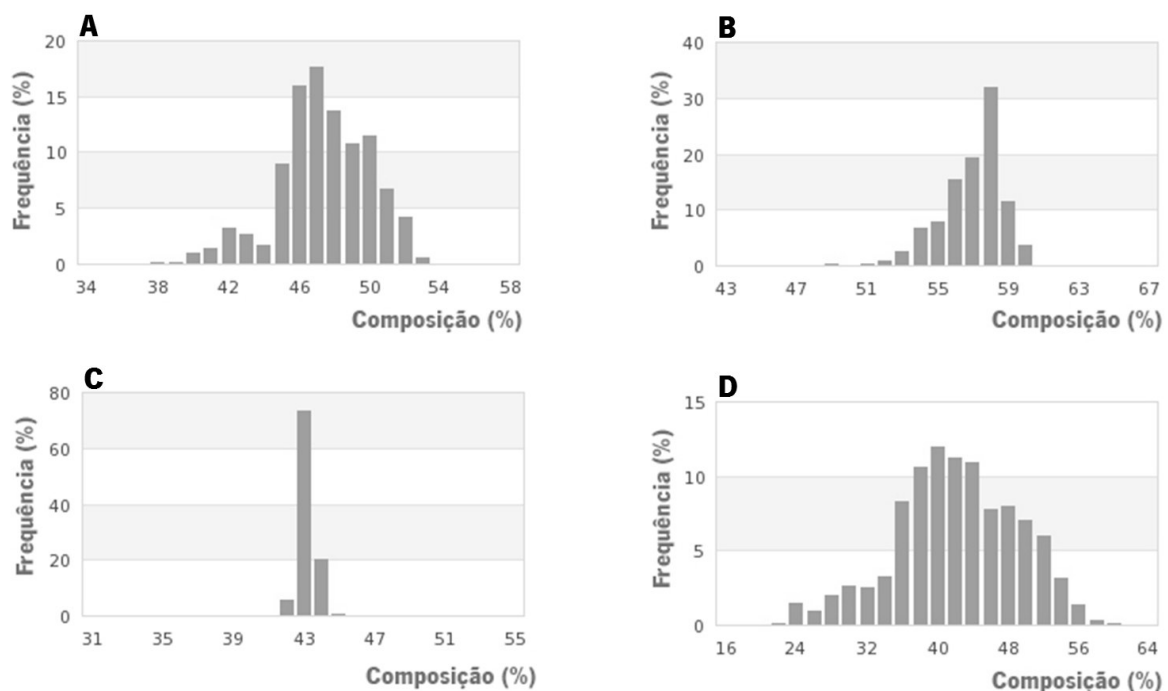 A
Frequência (%)
20
15
10
5
0
34 38 42 46 50 54 58
Composição (%)
B
Frequência (%)
40
30
20
10
0
43 47 51 55 59 63 67
Composição (%)
C
Frequência (%)
80
60
40
20
0
31 35 39 43 47 51 55
Composição (%)
D
Frequência (%)
15
10
5
0
16 24 32 40 48 56 64
Composição (%)